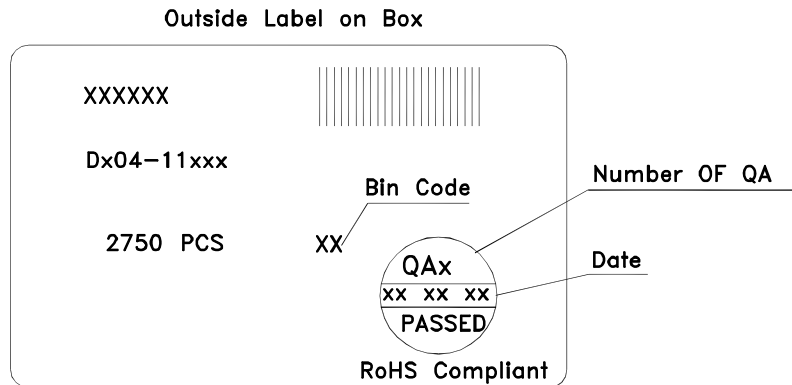 Outside Label on Box
XXXXXX
Dx04-11xxx
Bin Code
Number OF QA
2750 PCS
XX
QAx
Date
xx xx xx
PASSED
RoHS Compliant